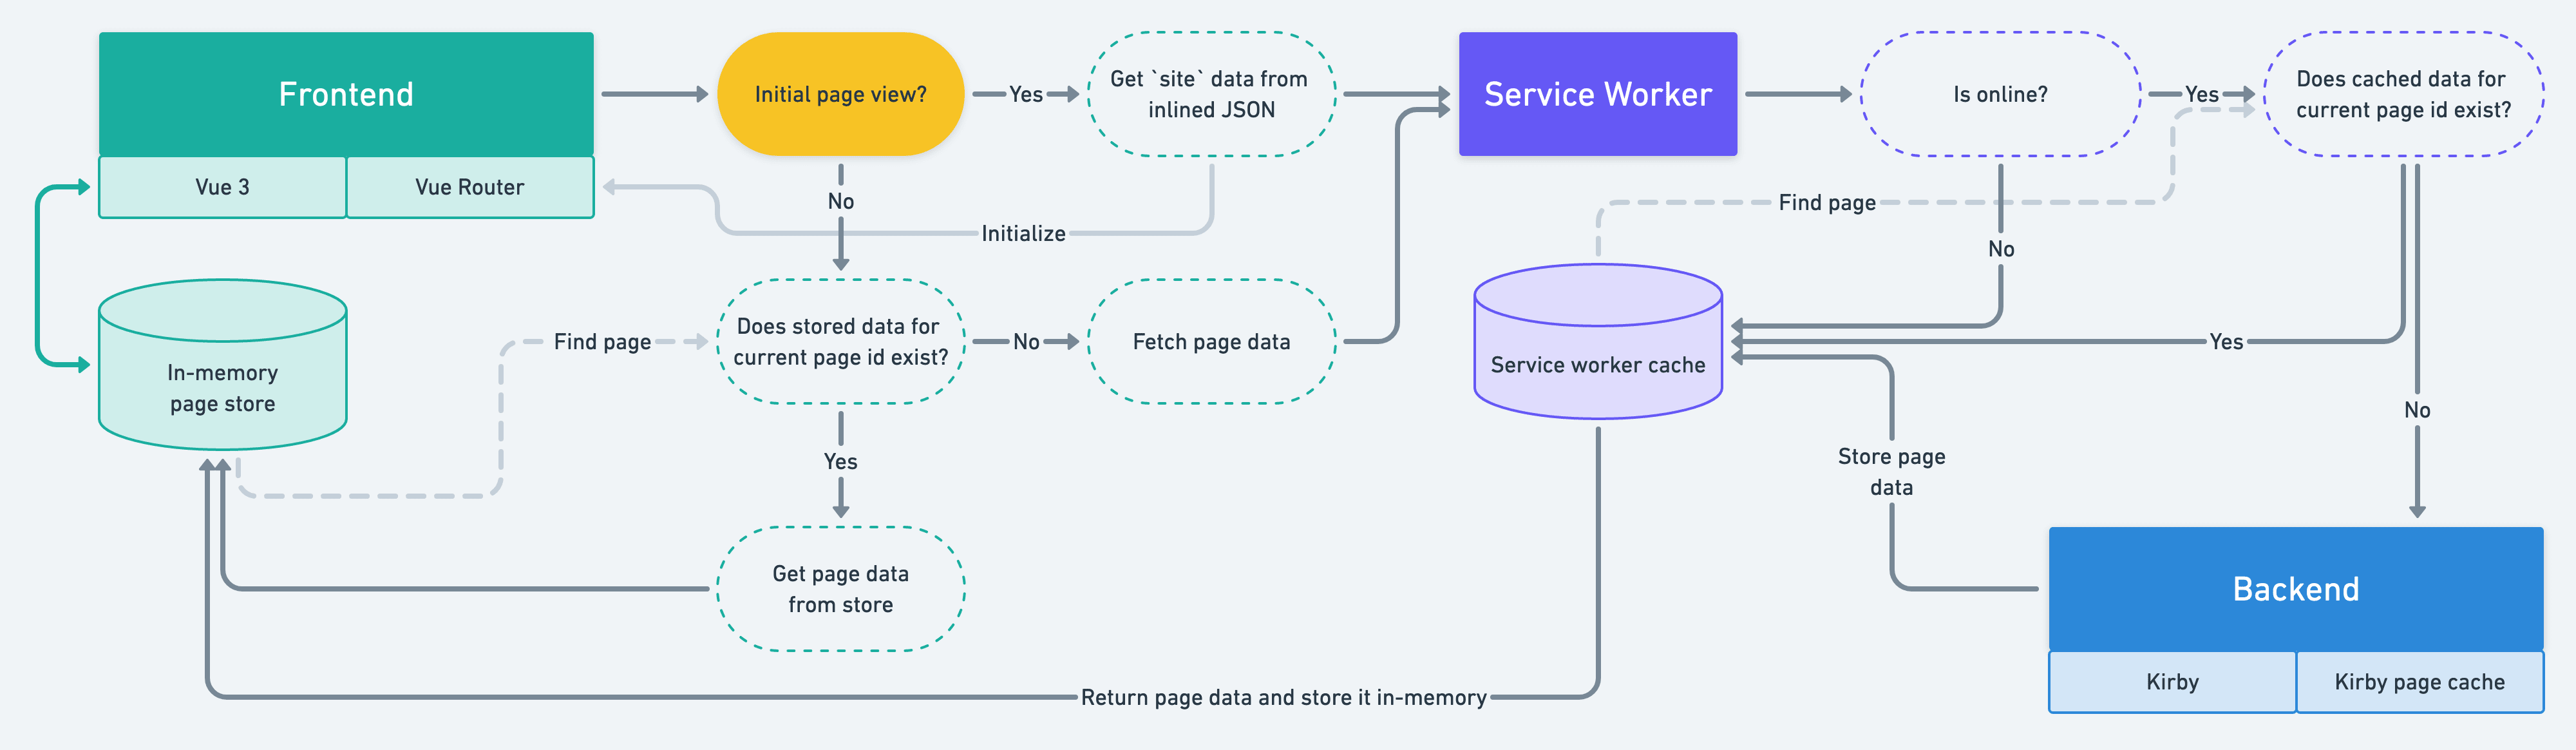 Frontend
Vue 3
Vue Router
In-memory
page store
Find page
Initial page view?
Yes
No
Get `site` data from
inlined JSON
Initialize
Does stored data for
current page id exist?
No
Fetch page data
Yes
Get page data
from store
Return page data and store it in-memory
Service Worker
Is online?
Yes
Does cached data for
current page id exist?
Find page
No
Service worker cache
Yes
No
Store page
data
Backend
Kirby
Kirby page cache